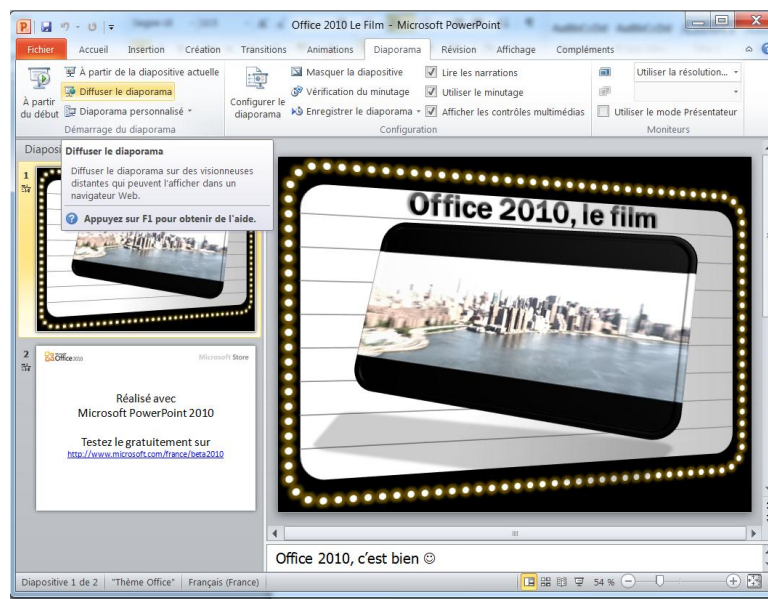 Office 2010 Le Film - Microsoft PowerPoint
Fichier Accueil Insertion Création Transitions Animations Diaporama Révision Affichage Compléments
À partir
du début
À partir de la diapositive actuelle
Diffuser le diaporama
Diaporama personnalisé
Démarrage du diaporama
Configurer le
diaporama
Masquer la diapositive
Vérification du minutage
Enregistrer le diaporama
Lire les narrations
Utiliser le minutage
Afficher les contrôles multimédias
Configuration
Utiliser la résolution...
Utiliser le mode Présentateur
Moniteurs
Diaposi
Diffuser le diaporama
Diffuser le diaporama sur des visionneuses
distantes qui peuvent l'afficher dans un
navigateur Web.
Appuyez sur F1 pour obtenir de l'aide.
1
2
Office2010
Microsoft Store
Réalisé avec
Microsoft PowerPoint 2010
Testez le gratuitement sur
http://www.microsoft.com/france/beta2010
Office 2010, le film
Office 2010, c'est bien ☺
Diapositive 1 de 2 "Thème Office" Français (France)
54 %